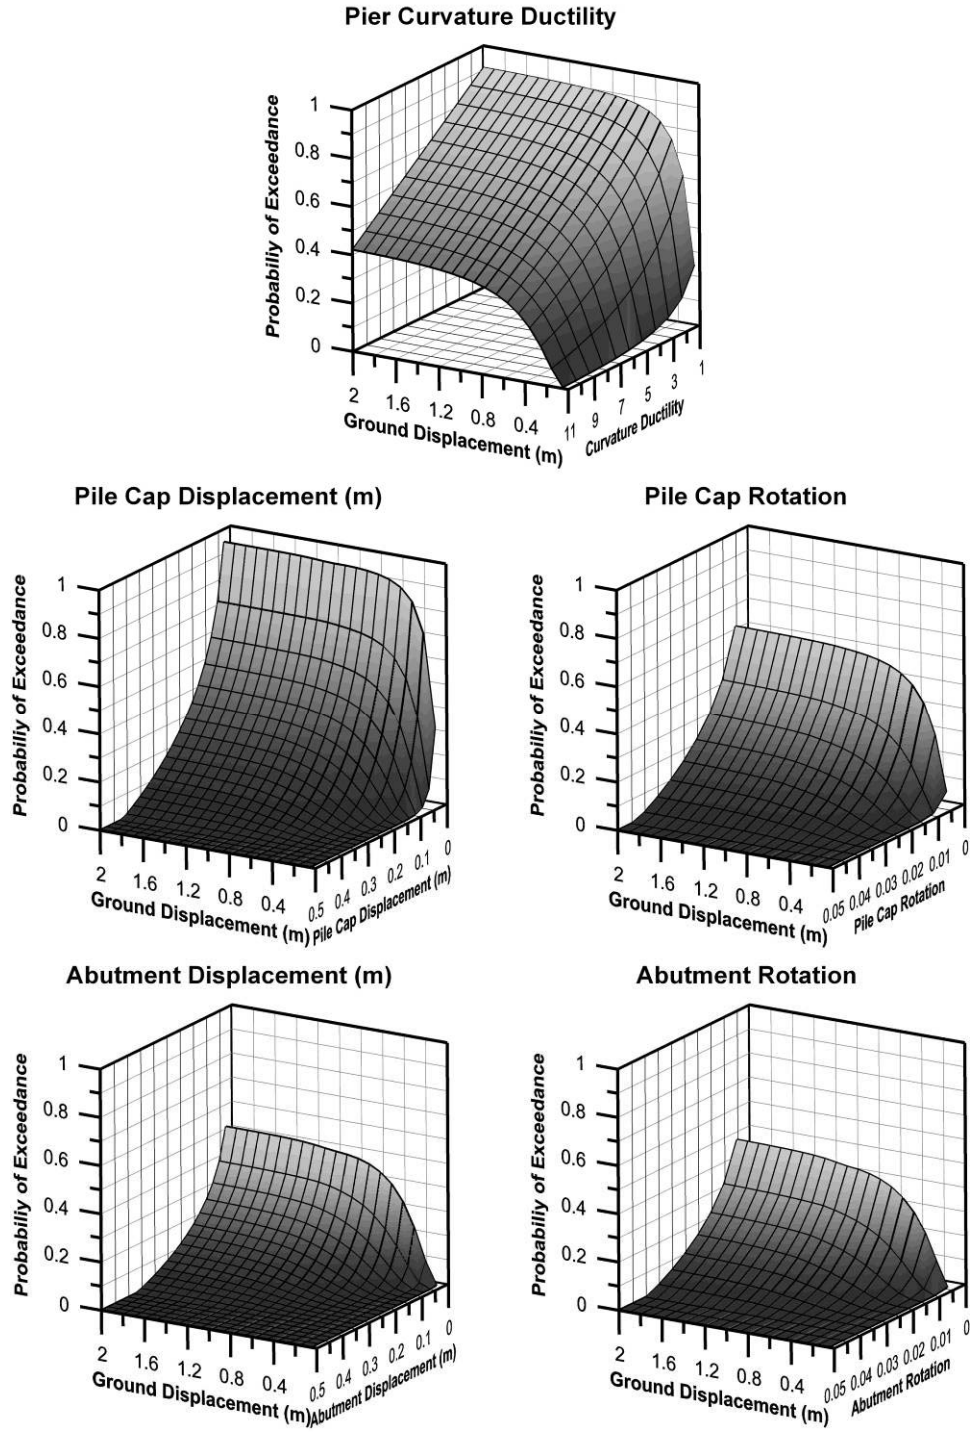 Pier Curvature Ductility
Probabiliy of Exceedance
1
0.8
0.6
0.4
0.2
0
2 1.6 1.2 0.8 0.4
Ground Displacement (m)
11 9 7 5 3 1
Curvature Ductility
Pile Cap Displacement (m)
Probabiliy of Exceedance
1
0.8
0.6
0.4
0.2
0
2 1.6 1.2 0.8 0.4
Ground Displacement (m)
0.5 0.4 0.3 0.2 0.1 0
Pile Cap Displacement (m)
Pile Cap Rotation
Probabiliy of Exceedance
1
0.8
0.6
0.4
0.2
0
2 1.6 1.2 0.8 0.4
Ground Displacement (m)
0.05 0.04 0.03 0.02 0.01 0
Pile Cap Rotation
Abutment Displacement (m)
Probabiliy of Exceedance
1
0.8
0.6
0.4
0.2
0
2 1.6 1.2 0.8 0.4
Ground Displacement (m)
0.5 0.4 0.3 0.2 0.1 0
Abutment Displacement (m)
Abutment Rotation
Probabiliy of Exceedance
1
0.8
0.6
0.4
0.2
0
2 1.6 1.2 0.8 0.4
Ground Displacement (m)
0.05 0.04 0.03 0.02 0.01 0
Abutment Rotation